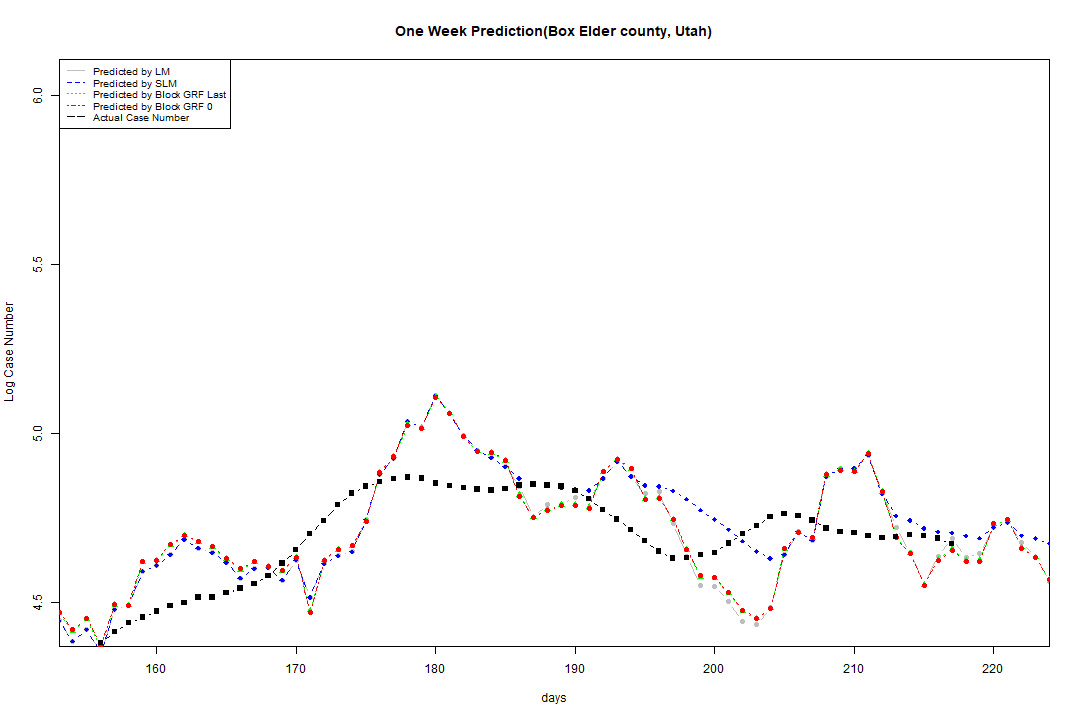 One Week Prediction(Box Elder county, Utah)
Predicted by LM
Predicted by SLM
Predicted by Block GRF Last
Predicted by Block GRF 0
Actual Case Number
6.0
5.5
5.0
4.5
Log Case Number
160 170 180 190 200 210 220
days